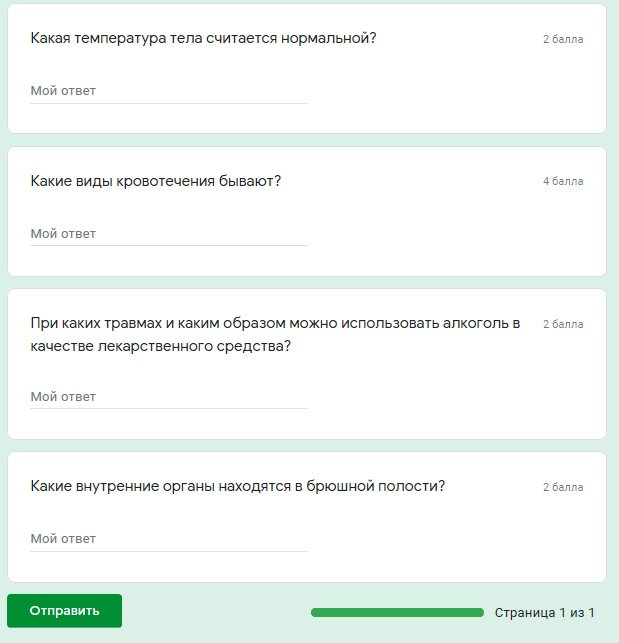 Какая температура тела считается нормальной?
2 балла
Мой ответ
Какие виды кровотечения бывают?
4 балла
Мой ответ
При каких травмах и каким образом можно использовать алкоголь в
2 балла
качестве лекарственного средства?
Мой ответ
Какие внутренние органы находятся в брюшной полости?
2 балла
Мой ответ
Отправить
Страница 1 из 1